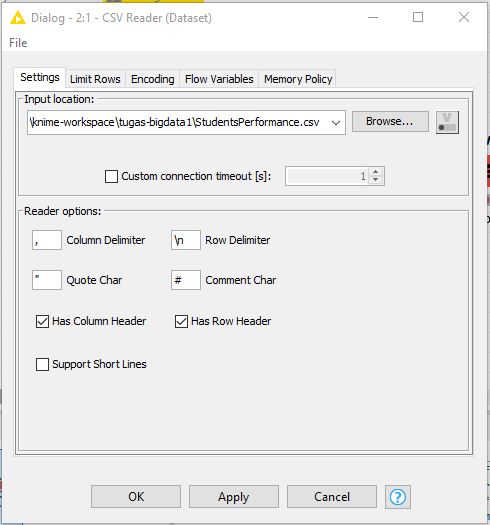 Dialog - 2:1 - CSV Reader (Dataset)
File
Settings Limit Rows Encoding Flow Variables Memory Policy
Input location:
\knime-workspace\tugas-bigdata1\StudentsPerformance.csv Browse... V
Custom connection timeout [s]: 1
Reader options:
, Column Delimiter \n Row Delimiter
" Quote Char # Comment Char
Has Column Header Has Row Header
Support Short Lines
OK Apply Cancel ?